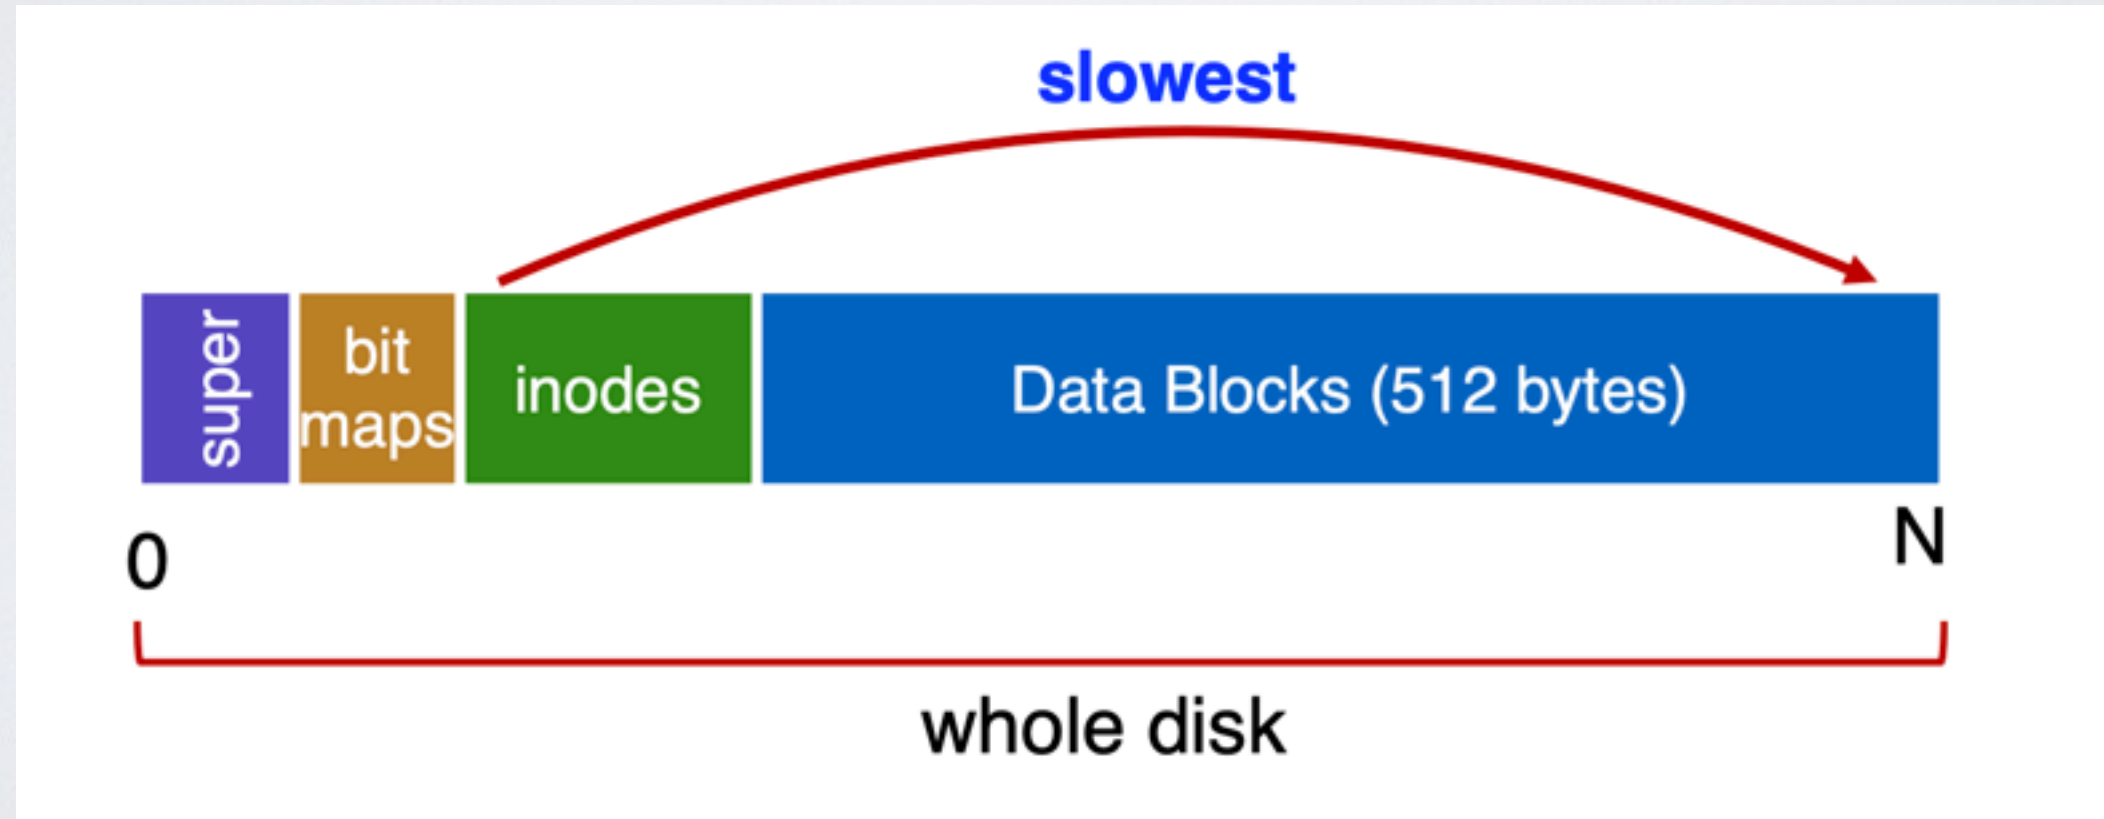 slowest
super
bit
maps
inodes
Data Blocks (512 bytes)
0
N
whole disk